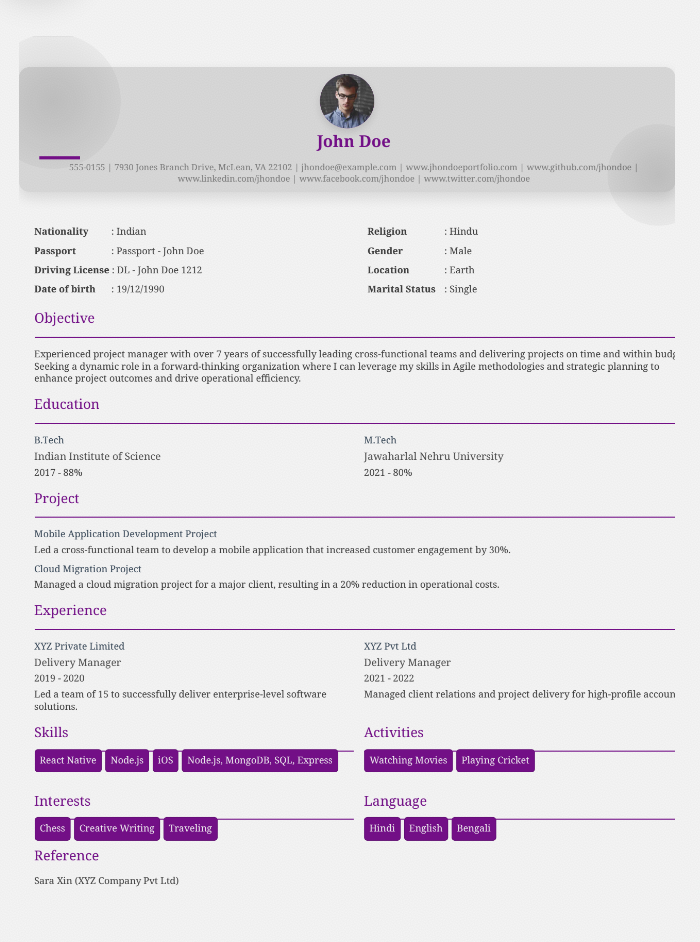 John Doe
555-0155 | 7930 Jones Branch Drive, McLean, VA 22102 | jhondoe@example.com | www.jhondoeportfolio.com | www.github.com/jhondoe |
www.linkedin.com/jhondoe | www.facebook.com/jhondoe | www.twitter.com/jhondoe
Nationality : Indian
Religion : Hindu
Passport : Passport - John Doe
Gender : Male
Driving License : DL - John Doe 1212
Location : Earth
Date of birth : 19/12/1990
Marital Status : Single
Objective
Experienced project manager with over 7 years of successfully leading cross-functional teams and delivering projects on time and within
Seeking a dynamic role in a forward-thinking organization where I can leverage my skills in Agile methodologies and strategic planning to
enhance project outcomes and drive operational efficiency.
Education
B.Tech
Indian Institute of Science
2017 - 88%
M.Tech
Jawaharlal Nehru University
2021 - 80%
Project
Mobile Application Development Project
Led a cross-functional team to develop a mobile application that increased customer engagement by 30%.
Cloud Migration Project
Managed a cloud migration project for a major client, resulting in a 20% reduction in operational costs.
Experience
XYZ Private Limited
Delivery Manager
2019 - 2020
Led a team of 15 to successfully deliver enterprise-level software
solutions.
XYZ Pvt Ltd
Delivery Manager
2021 - 2022
Managed client relations and project delivery for high-profile accoun
Skills
React Native Node.js iOS Node.js, MongoDB, SQL, Express
Activities
Watching Movies Playing Cricket
Interests
Chess Creative Writing Traveling
Language
Hindi English Bengali
Reference
Sara Xin (XYZ Company Pvt Ltd)